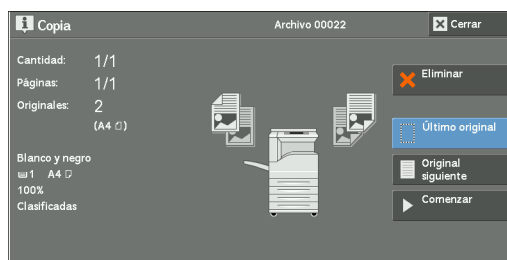 Copia
Archivo 00022
Cerrar
Cantidad: 1/1
Páginas: 1/1
Originales: 2
(A4)
Blanco y negro
1 A4
100%
Clasificadas
Eliminar
Último original
Original
siguiente
Comenzar